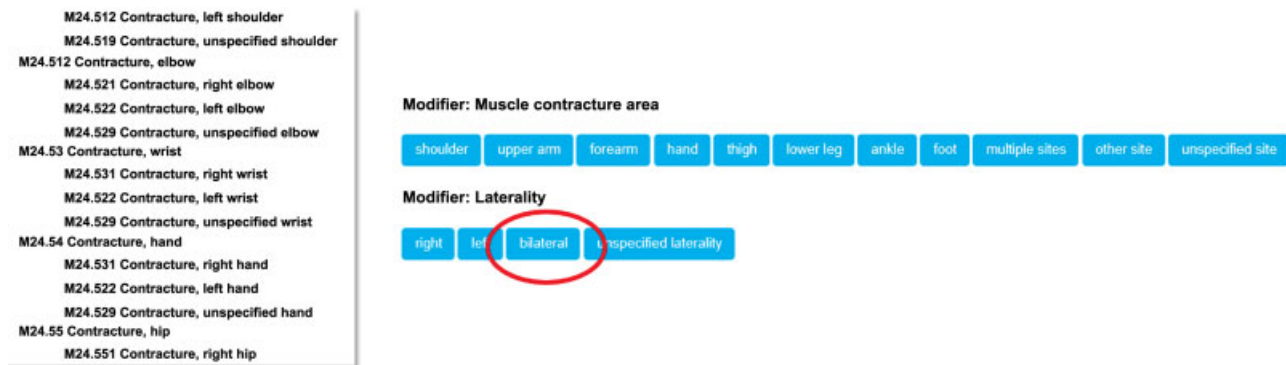 M24.512 Contracture, left shoulder
M24.519 Contracture, unspecified shoulder
M24.512 Contracture, elbow
M24.521 Contracture, right elbow
M24.522 Contracture, left elbow
M24.529 Contracture, unspecified elbow
M24.53 Contracture, wrist
M24.531 Contracture, right wrist
M24.522 Contracture, left wrist
M24.529 Contracture, unspecified wrist
M24.54 Contracture, hand
M24.531 Contracture, right hand
M24.522 Contracture, left hand
M24.529 Contracture, unspecified hand
M24.55 Contracture, hip
M24.551 Contracture, right hip
Modifier: Muscle contracture area
shoulder upper arm forearm hand thigh lower leg ankle foot multiple sites other site unspecified site
Modifier: Laterality
right left bilateral unspecified laterality